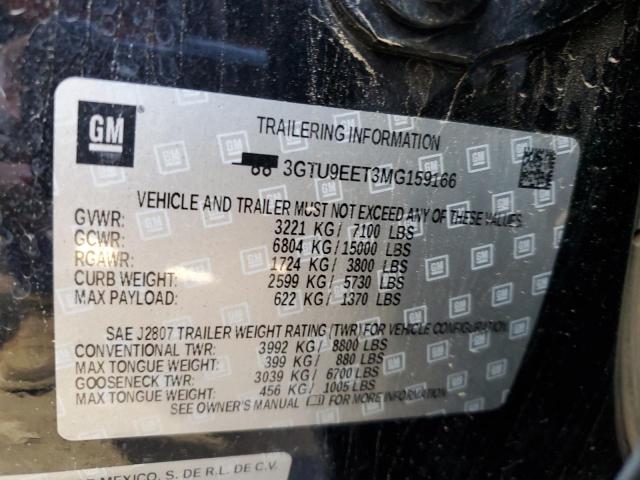 GM
TRAILERING INFORMATION
3GTU9EET3MG159166
VEHICLE AND TRAILER MUST NOT EXCEED ANY OF THESE VALUES
GVWR: 3221 KG / 7100 LBS
GCWR: 6804 KG / 15000 LBS
RGAWR: 1724 KG / 3800 LBS
CURB WEIGHT: 2599 KG / 5730 LBS
MAX PAYLOAD: 622 KG / 1370 LBS
SAE J2807 TRAILER WEIGHT RATING (TWR) FOR VEHICLE CONFIGURATION
CONVENTIONAL TWR: 3992 KG / 8800 LBS
MAX TONGUE WEIGHT: 399 KG / 880 LBS
GOOSENECK TWR: 3039 KG / 6700 LBS
MAX TONGUE WEIGHT: 456 KG / 1005 LBS
SEE OWNER'S MANUAL FOR MORE INFORMATION
MEXICO, S. DE R.L. DE C.V.